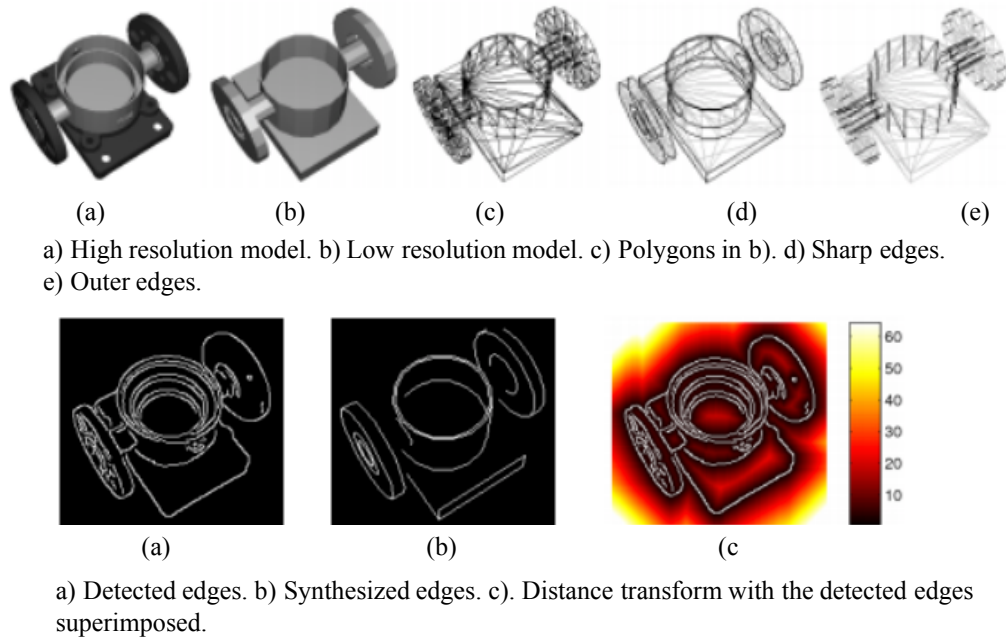 (a) (b) (c) (d) (e)
a) High resolution model. b) Low resolution model. c) Polygons in b). d) Sharp edges.
e) Outer edges.
60
50
40
30
20
10
(a) (b) (c
a) Detected edges. b) Synthesized edges. c). Distance transform with the detected edges
superimposed.